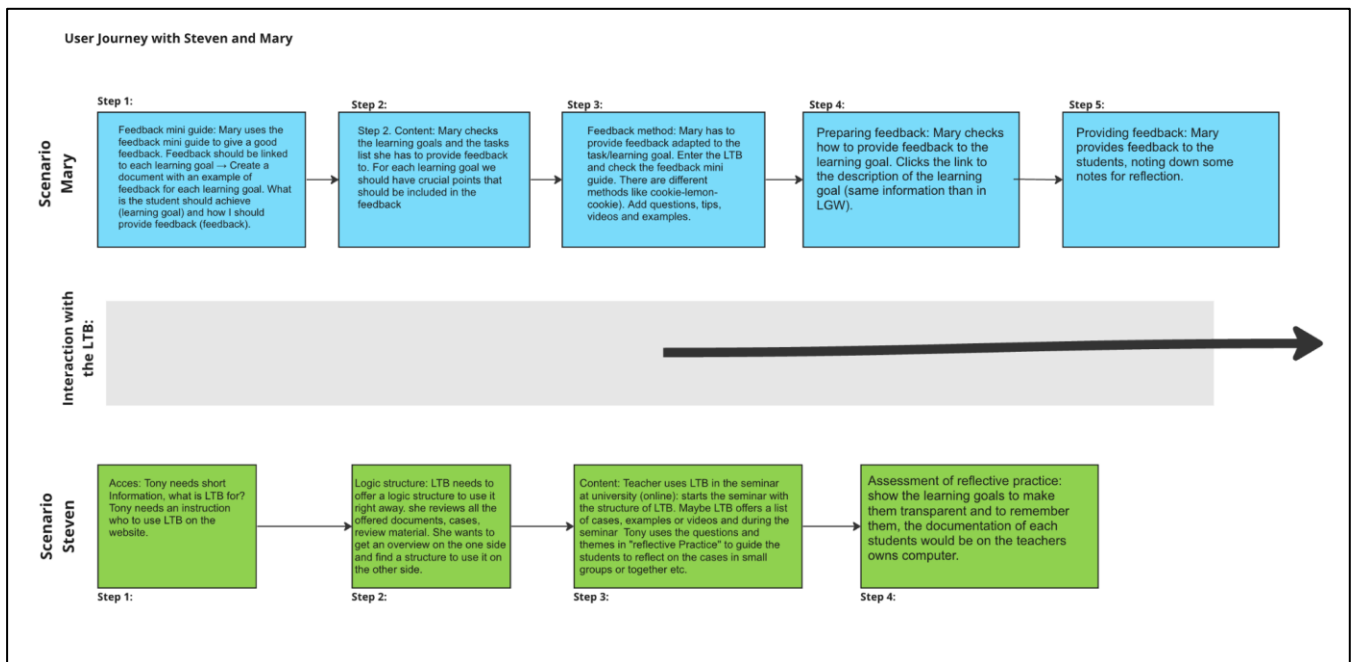 User Journey with Steven and Mary
Scenario
Mary
Step 1:
Feedback mini guide: Mary uses the
feedback mini guide to give a good
feedback. Feedback should be linked
to each learning goal → Create a
document with an example of
feedback for each learning goal. What
is the student should achieve
(learning goal) and how I should
provide feedback (feedback).
Step 2:
Step 2. Content: Mary checks
the learning goals and the tasks
list she has to provide feedback
to. For each learning goal we
should have crucial points that
should be included in the
feedback
Step 3:
Feedback method: Mary has to
provide feedback adapted to the
task/learning goal. Enter the LTB
and check the feedback mini
guide. There are different
methods like cookie-lemon-
cookie). Add questions, tips,
videos and examples.
Step 4:
Preparing feedback: Mary checks
how to provide feedback to the
learning goal. Clicks the link to
the description of the learning
goal (same information than in
LGW).
Step 5:
Providing feedback: Mary
provides feedback to the
students, noting down some
notes for reflection.
Interaction with
the LTB:
Scenario
Steven
Acces: Tony needs short
Information, what is LTB for?
Tony needs an instruction
who to use LTB on the
website.
Step 1:
Logic structure: LTB needs to
offer a logic structure to use it
right away. she reviews all the
offered documents, cases,
review material. She wants to
get an overview on the one side
and find a structure to use it on
the other side.
Step 2:
Content: Teacher uses LTB in the seminar
at university (online): starts the seminar with
the structure of LTB. Maybe LTB offers a list
of cases, examples or videos and during the
seminar Tony uses the questions and
themes in "reflective Practice" to guide the
students to reflect on the cases in small
groups or together etc.
Step 3:
Assessment of reflective practice:
show the learning goals to make
them transparent and to remember
them, the documentation of each
students would be on the teachers
owns computer.
Step 4: